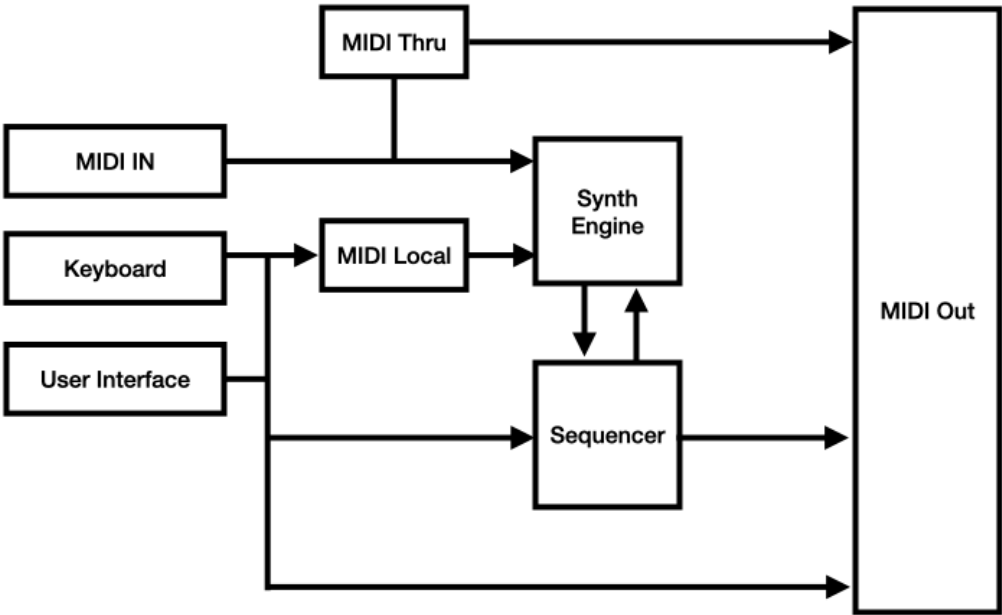 MIDI Thru
MIDI IN
Synth
Engine
Keyboard
MIDI Local
MIDI Out
User Interface
Sequencer